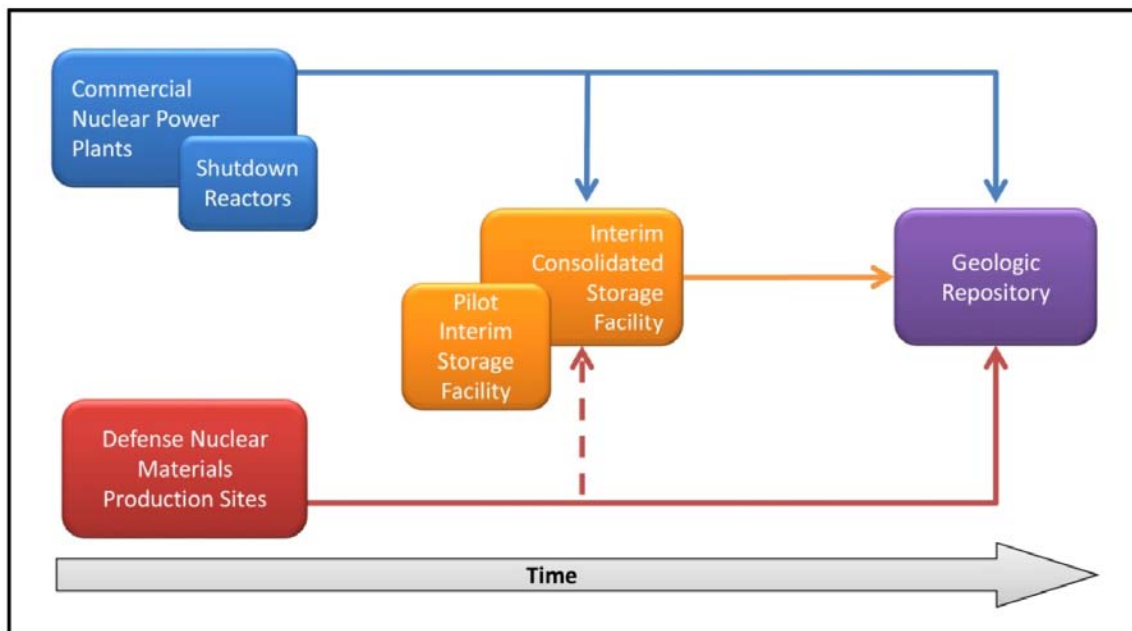 Commercial
Nuclear Power
Plants
Shutdown
Reactors
Interim
Consolidated
Storage
Facility
Pilot
Interim
Storage
Facility
Geologic
Repository
Defense Nuclear
Materials
Production Sites
Time